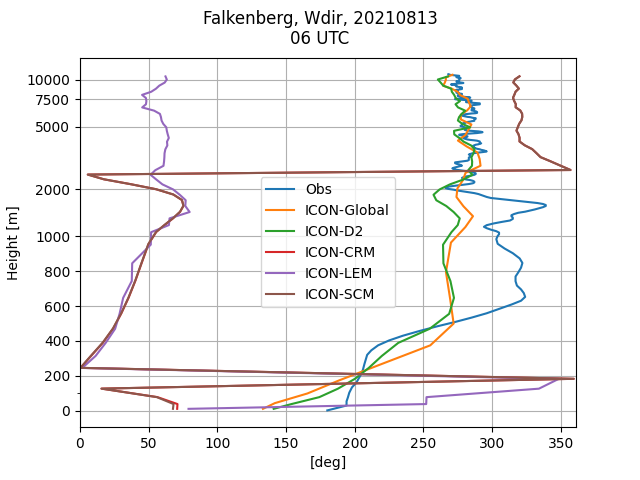 Falkenberg, Wdir, 20210813
06 UTC
Height [m]
10000
7500
5000
2000
1000
800
600
400
200
0
Obs
ICON-Global
ICON-D2
ICON-CRM
ICON-LEM
ICON-SCM
0 50 100 150 200 250 300 350
[deg]